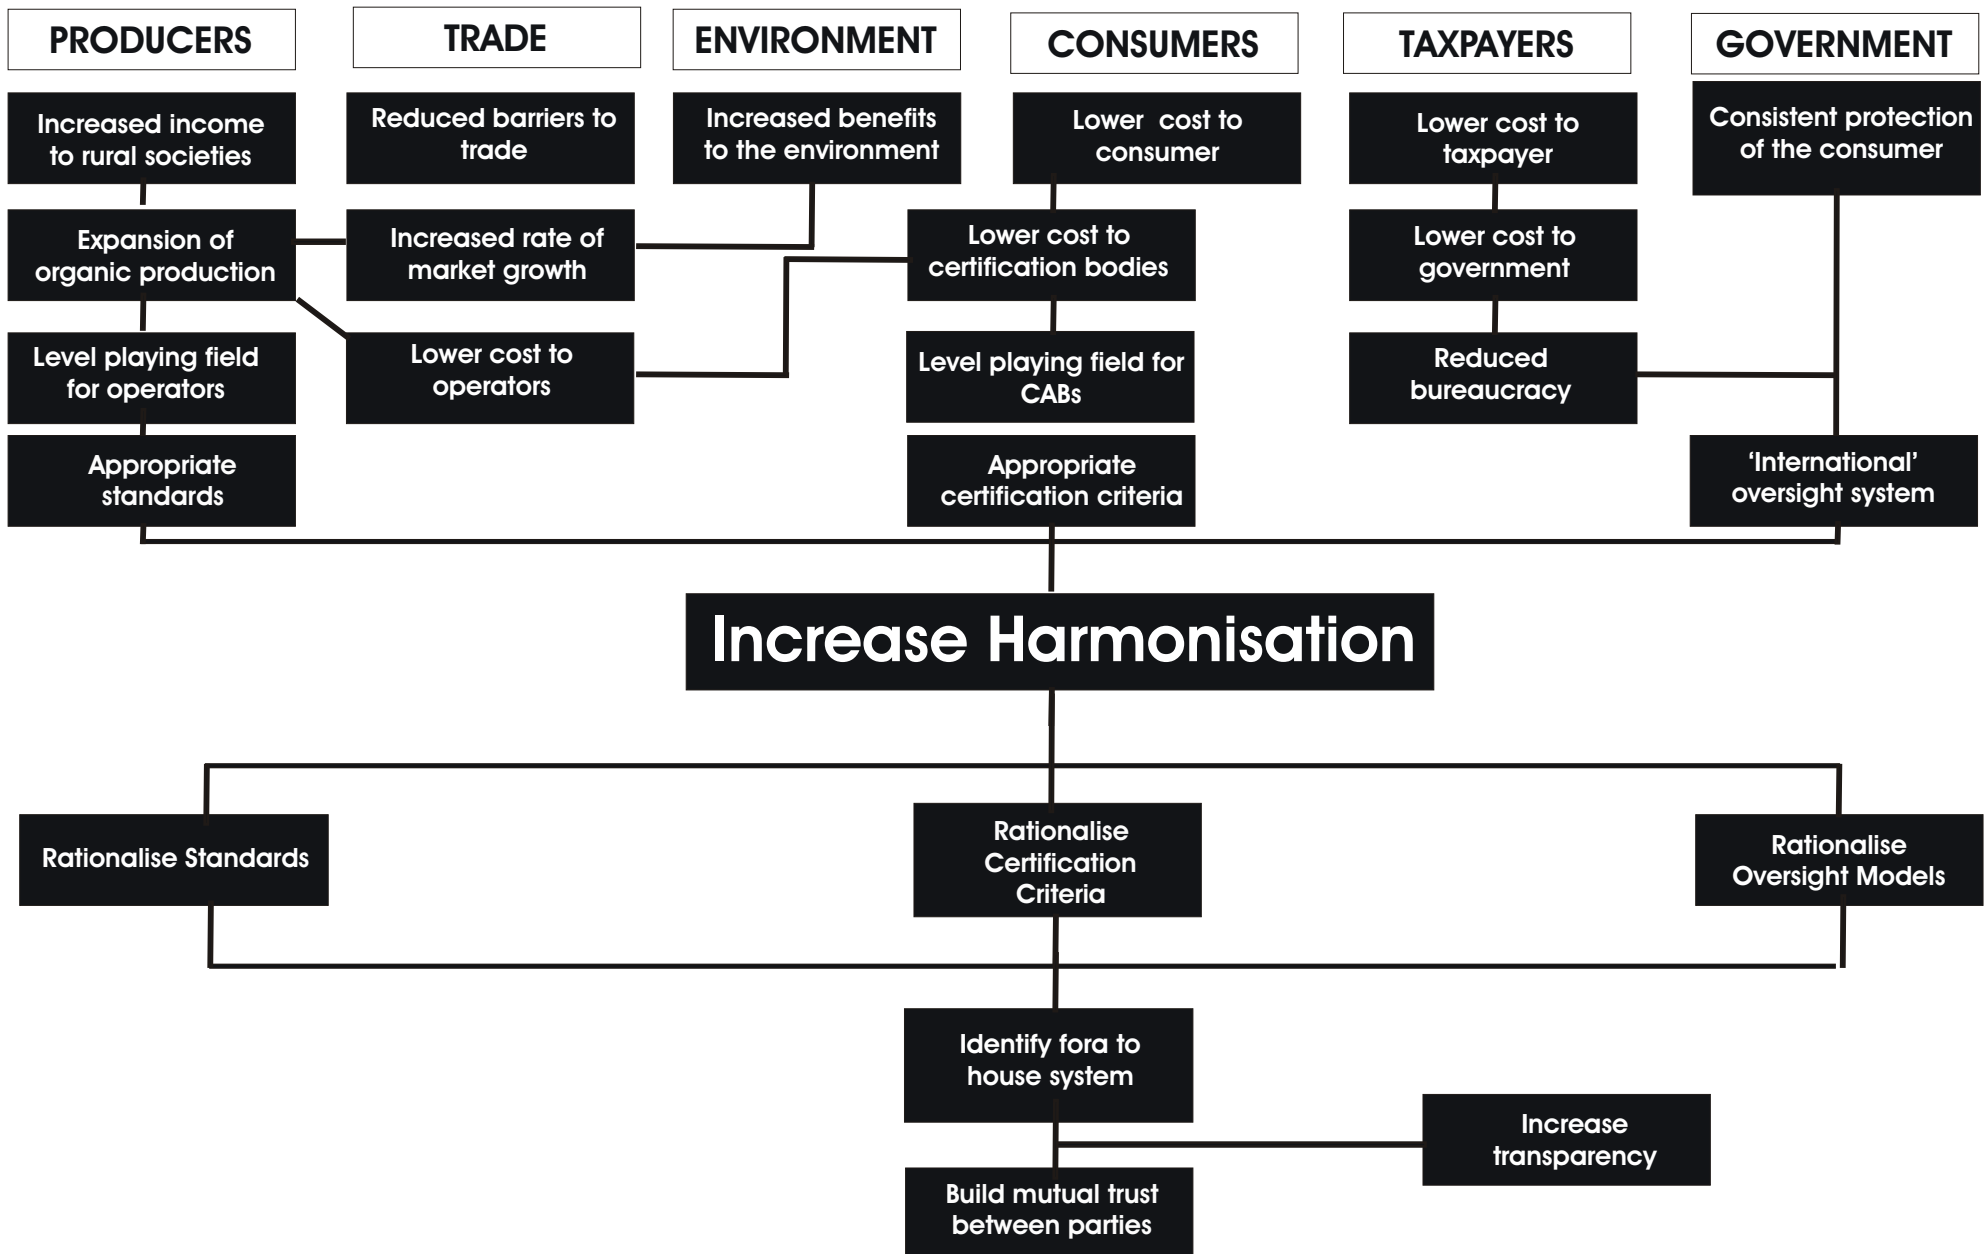 PRODUCERS
TRADE
ENVIRONMENT
CONSUMERS
TAXPAYERS
GOVERNMENT
Increased income
to rural societies
Reduced barriers to
trade
Increased benefits
to the environment
Lower cost to
consumer
Lower cost to
taxpayer
Consistent protection
of the consumer
Expansion of
organic production
Increased rate of
market growth
Lower cost to
certification bodies
Lower cost to
government
Level playing field
for operators
Lower cost to
operators
Level playing field for
CABs
Reduced
bureaucracy
Appropriate
standards
Appropriate
certification criteria
‘International’
oversight system
Increase Harmonisation
Rationalise Standards
Rationalise
Certification
Criteria
Rationalise
Oversight Models
Identify fora to
house system
Increase
transparency
Build mutual trust
between parties